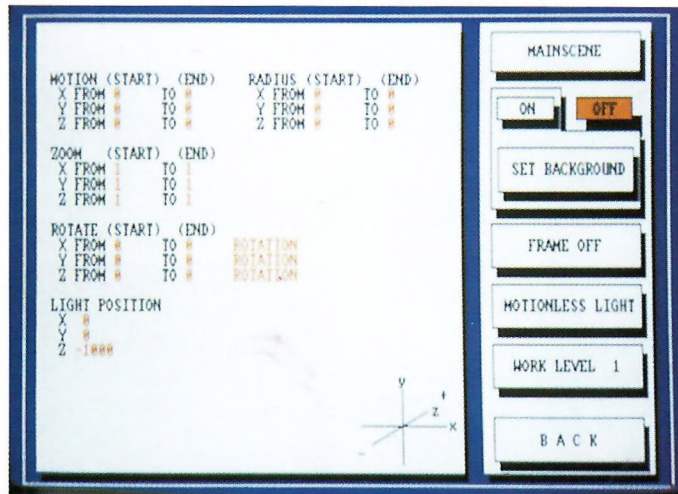 MOTION (START) (END)
X FROM 0 TO 0
Y FROM 0 TO 0
Z FROM 0 TO 0
RADIUS (START) (END)
X FROM 0 TO 0
Y FROM 0 TO 0
Z FROM 0 TO 0
ZOOM (START) (END)
X FROM 1 TO 1
Y FROM 1 TO 1
Z FROM 1 TO 1
ROTATE (START) (END)
X FROM 0 TO 0 ROTATION
Y FROM 0 TO 0 ROTATION
Z FROM 0 TO 0 ROTATION
LIGHT POSITION
X 0
Y 0
Z -1000
y
+
z
x
-
MAINSCENE
ON OFF
SET BACKGROUND
FRAME OFF
MOTIONLESS LIGHT
WORK LEVEL 1
BACK